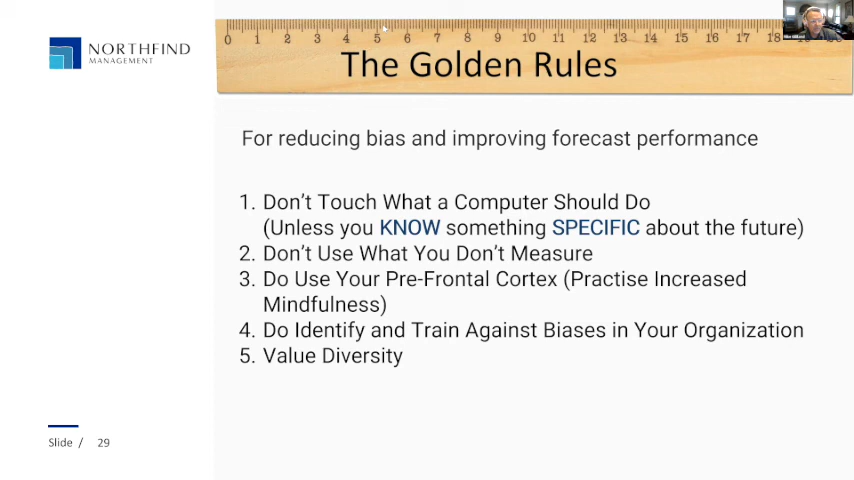 NORTHFIND
MANAGEMENT
0 1 2 3 4 5 6 7 8 9 10 11 12 13 14 15 16 17 18
The Golden Rules
For reducing bias and improving forecast performance
1. Don't Touch What a Computer Should Do
(Unless you KNOW something SPECIFIC about the future)
2. Don't Use What You Don't Measure
3. Do Use Your Pre-Frontal Cortex (Practise Increased
Mindfulness)
4. Do Identify and Train Against Biases in Your Organization
5. Value Diversity
Slide / 29